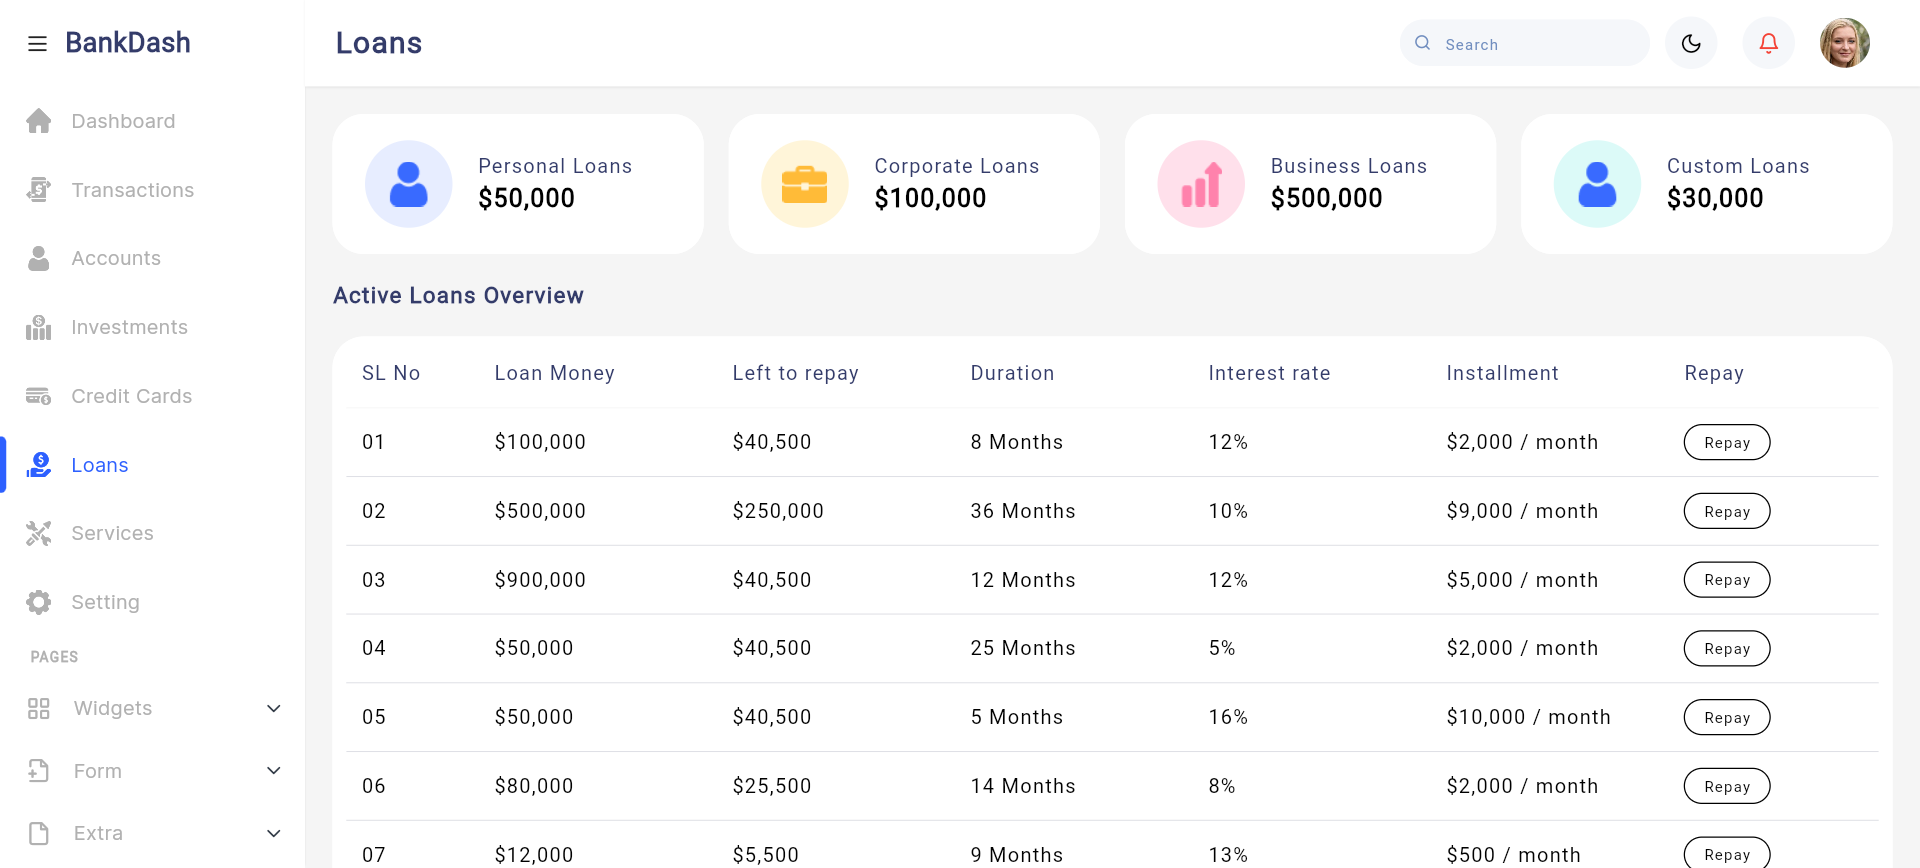 BankDash
Loans
Search
Dashboard
Transactions
Accounts
Investments
Credit Cards
Loans
Services
Setting
PAGES
Widgets
Form
Extra
Personal Loans
$50,000
Corporate Loans
$100,000
Business Loans
$500,000
Custom Loans
$30,000
Active Loans Overview
SL No Loan Money Left to repay Duration Interest rate Installment Repay
01 $100,000 $40,500 8 Months 12% $2,000 / month Repay
02 $500,000 $250,000 36 Months 10% $9,000 / month Repay
03 $900,000 $40,500 12 Months 12% $5,000 / month Repay
04 $50,000 $40,500 25 Months 5% $2,000 / month Repay
05 $50,000 $40,500 5 Months 16% $10,000 / month Repay
06 $80,000 $25,500 14 Months 8% $2,000 / month Repay
07 $12,000 $5,500 9 Months 13% $500 / month Repay